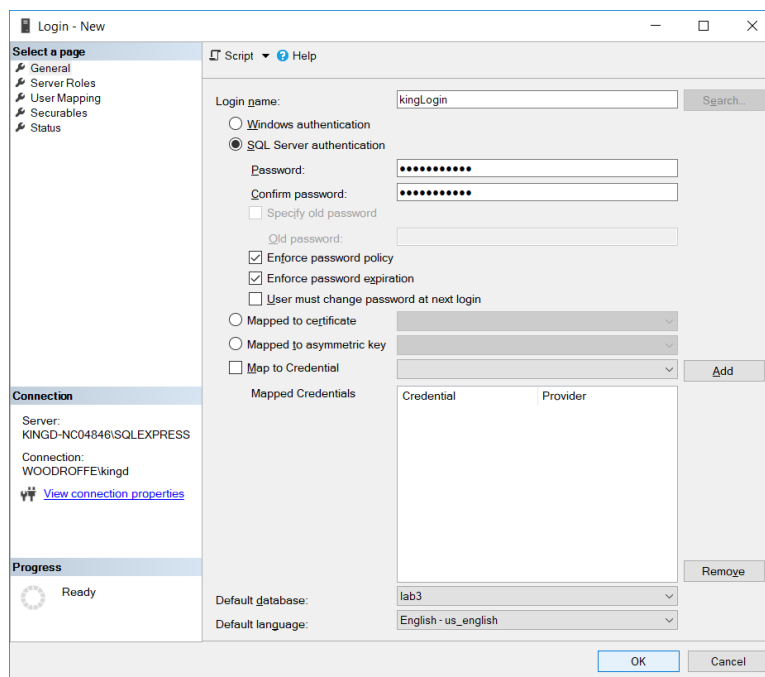 Login - New
Select a page
General
Server Roles
User Mapping
Securables
Status
Script Help
Login name: kingLogin Search...
Windows authentication
SQL Server authentication
Password: ●●●●●●●●●●●
Confirm password: ●●●●●●●●●●●
Specify old password
Old password:
Enforce password policy
Enforce password expiration
User must change password at next login
Mapped to certificate
Mapped to asymmetric key
Map to Credential Add
Mapped Credentials Credential Provider
Remove
Default database: lab3
Default language: English - us_english
Connection
Server:
KINGD-NC04846\SQLEXPRESS
Connection:
WOODROFFE\kingd
View connection properties
Progress
Ready
OK Cancel